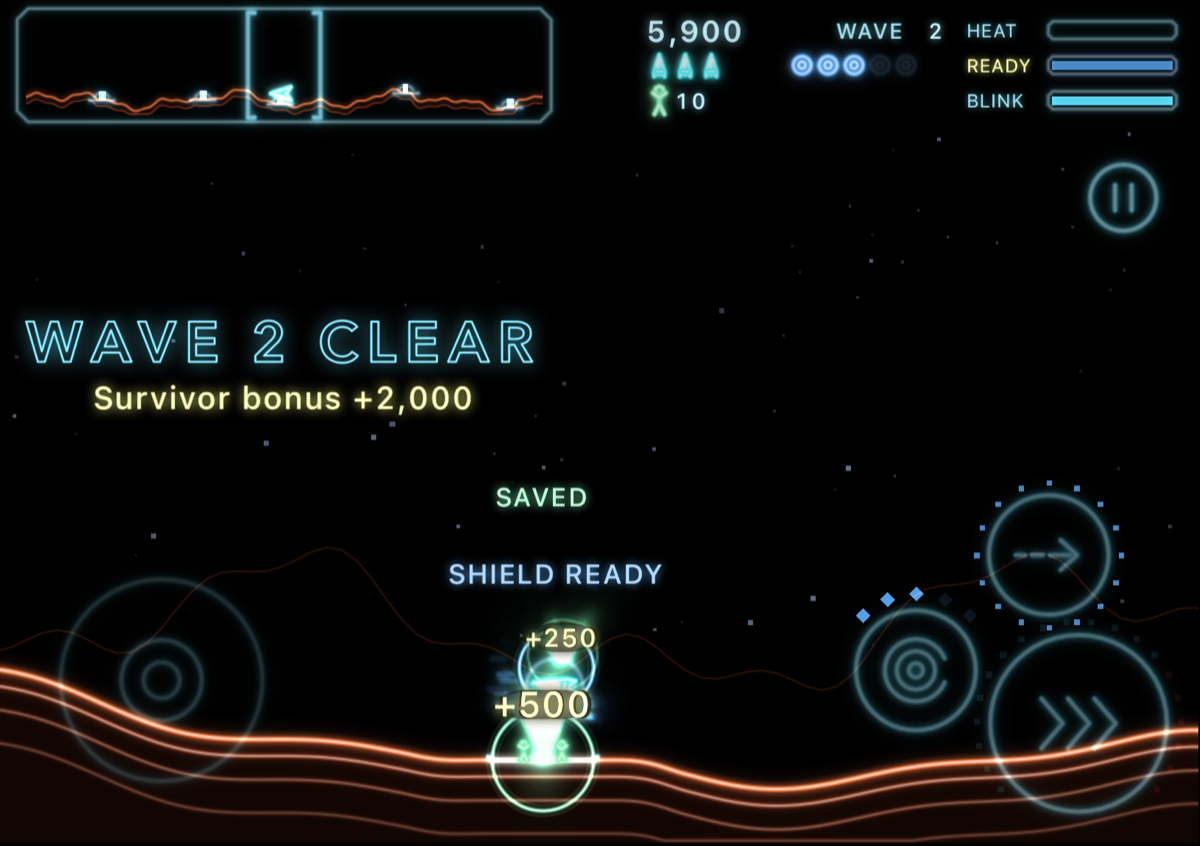 5,900
WAVE 2
HEAT
READY
10
BLINK
WAVE 2 CLEAR
Survivor bonus +2,000
SAVED
SHIELD READY
+250
+500